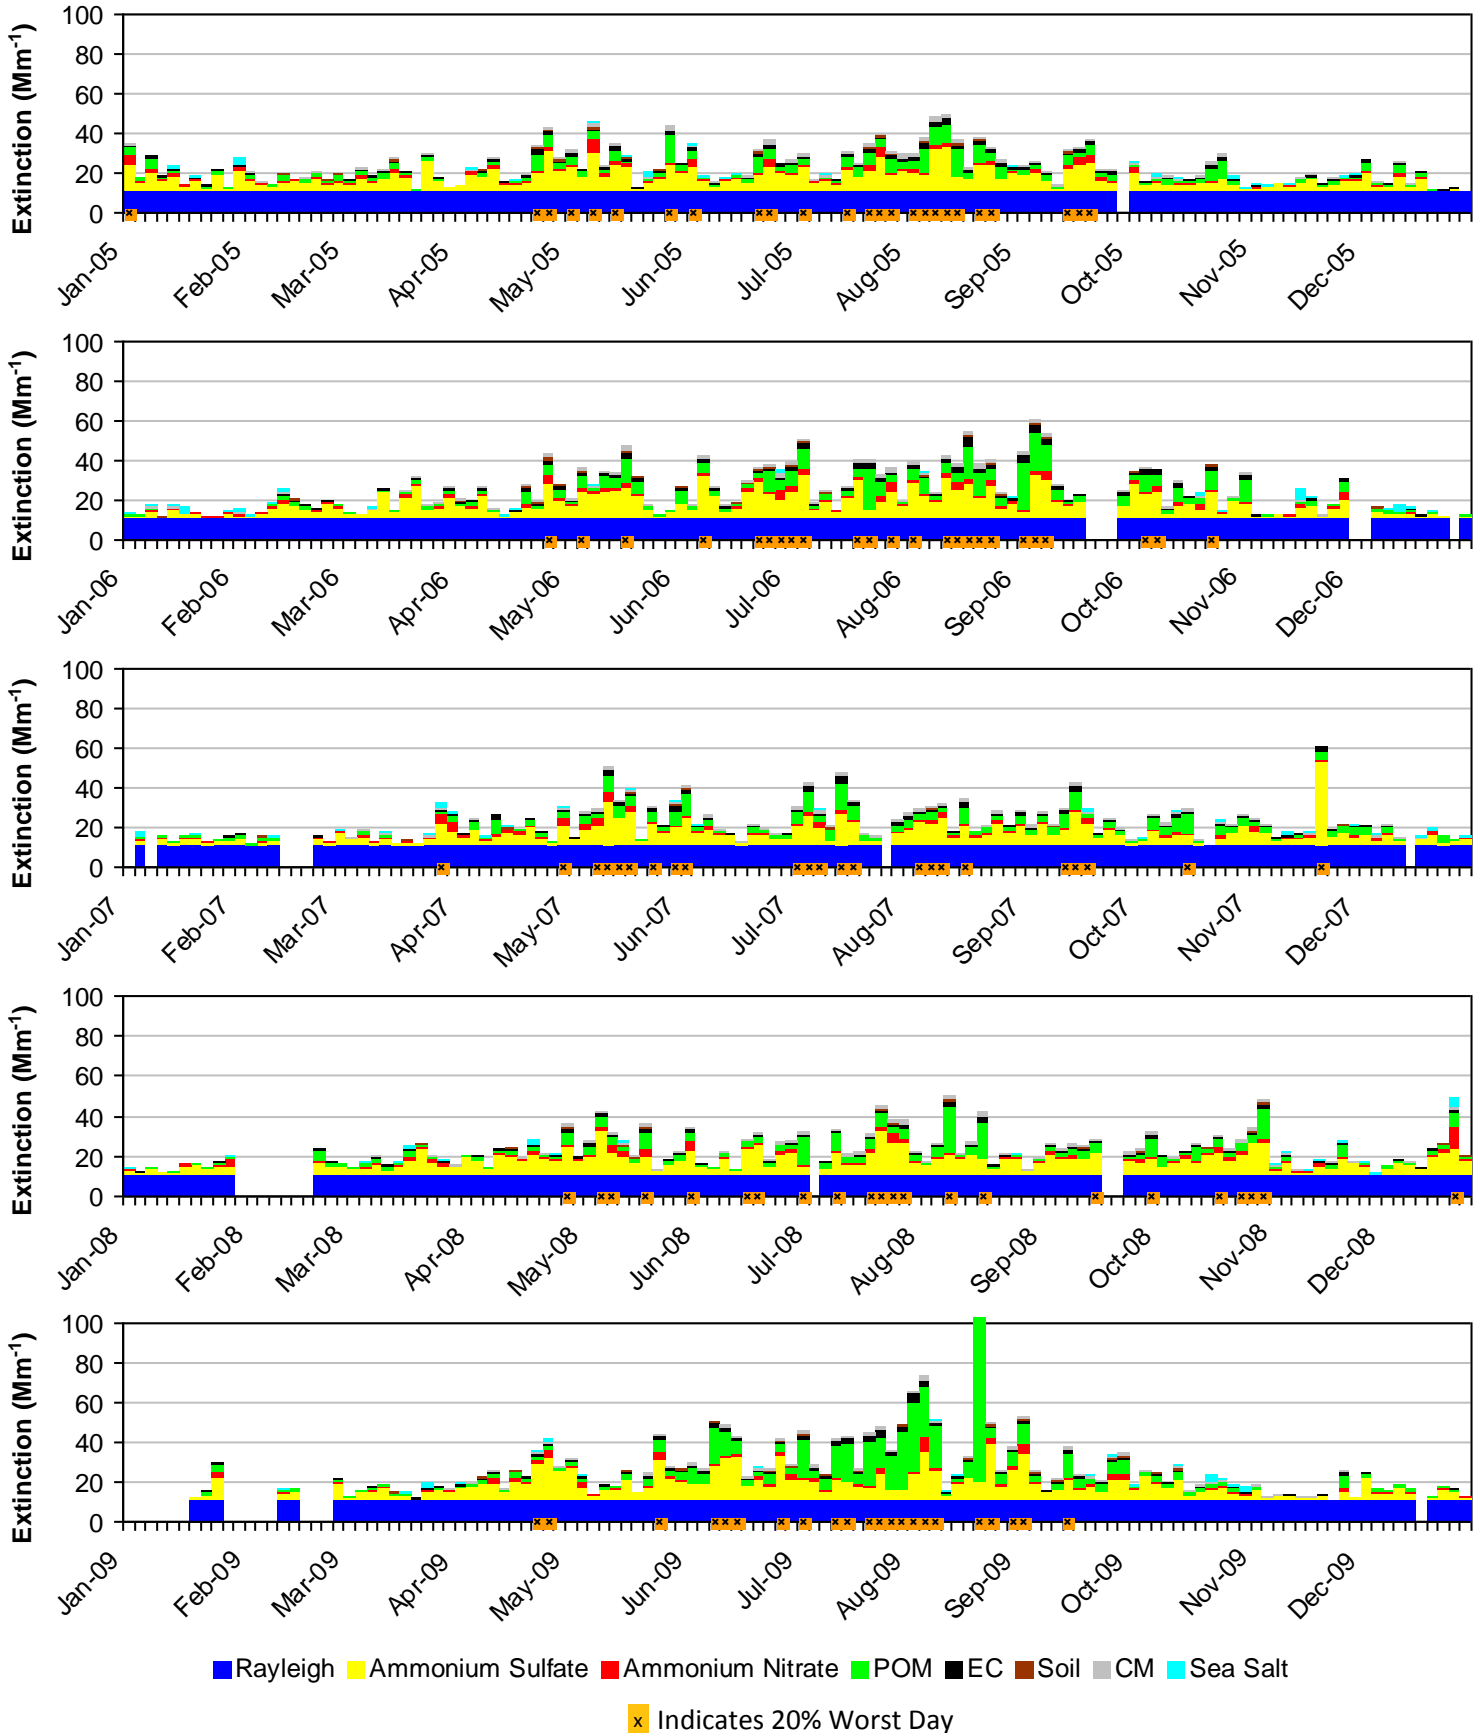 Extinction (Mm-1)
100
80
60
40
20
0
Jan-05 Feb-05 Mar-05 Apr-05 May-05 Jun-05 Jul-05 Aug-05 Sep-05 Oct-05 Nov-05 Dec-05
Extinction (Mm-1)
100
80
60
40
20
0
Jan-06 Feb-06 Mar-06 Apr-06 May-06 Jun-06 Jul-06 Aug-06 Sep-06 Oct-06 Nov-06 Dec-06
Extinction (Mm-1)
100
80
60
40
20
0
Jan-07 Feb-07 Mar-07 Apr-07 May-07 Jun-07 Jul-07 Aug-07 Sep-07 Oct-07 Nov-07 Dec-07
Extinction (Mm-1)
100
80
60
40
20
0
Jan-08 Feb-08 Mar-08 Apr-08 May-08 Jun-08 Jul-08 Aug-08 Sep-08 Oct-08 Nov-08 Dec-08
Extinction (Mm-1)
100
80
60
40
20
0
Jan-09 Feb-09 Mar-09 Apr-09 May-09 Jun-09 Jul-09 Aug-09 Sep-09 Oct-09 Nov-09 Dec-09
Rayleigh Ammonium Sulfate Ammonium Nitrate POM EC Soil CM Sea Salt
x Indicates 20% Worst Day